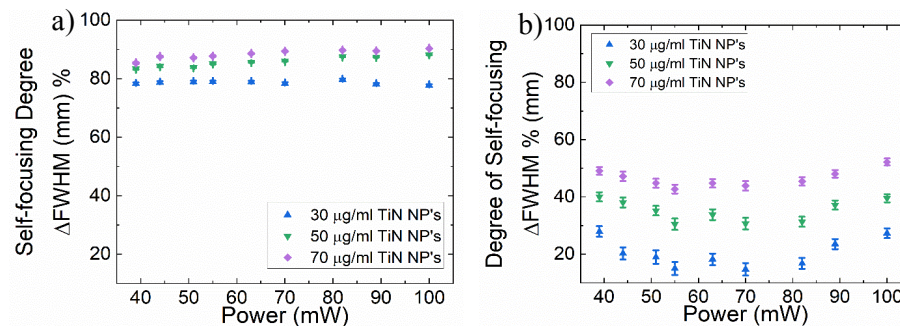 a)
Self-focusing Degree
ΔFWHM (mm) %
100
80
60
40
20
30 μg/ml TiN NP's
50 μg/ml TiN NP's
70 μg/ml TiN NP's
40 50 60 70 80 90 100
Power (mW)
b)
Degree of Self-focusing
ΔFWHM % (mm)
100
80
60
40
20
30 μg/ml TiN NP's
50 μg/ml TiN NP's
70 μg/ml TiN NP's
40 50 60 70 80 90 100
Power (mW)